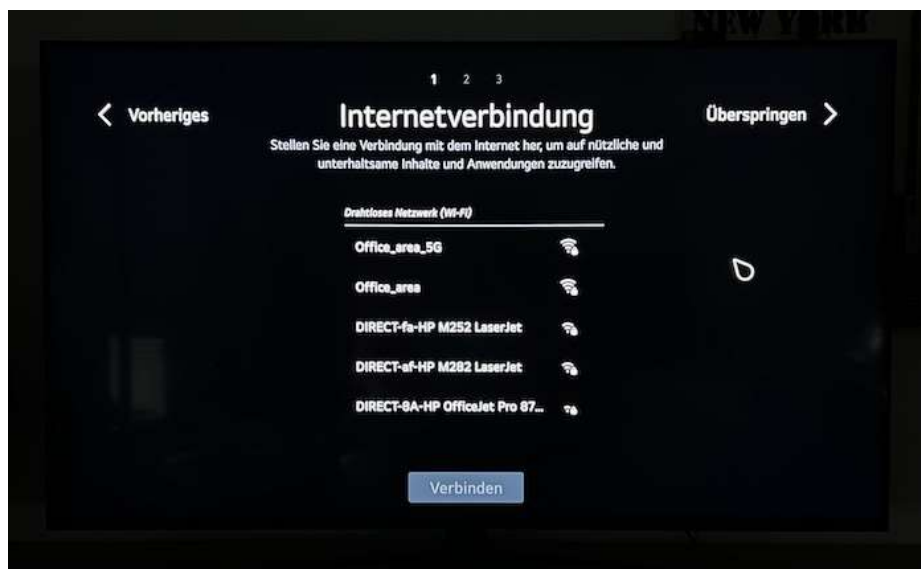 NEW YORK
1 2 3
Vorheriges
Internetverbindung
Überspringen
Stellen Sie eine Verbindung mit dem Internet her, um auf nützliche und
unterhaltsame Inhalte und Anwendungen zuzugreifen.
Drahtloses Netzwerk (Wi-Fi)
Office_area_5G
Office_area
DIRECT-fa-HP M252 LaserJet
DIRECT-af-HP M282 LaserJet
DIRECT-8A-HP OfficeJet Pro 87...
Verbinden